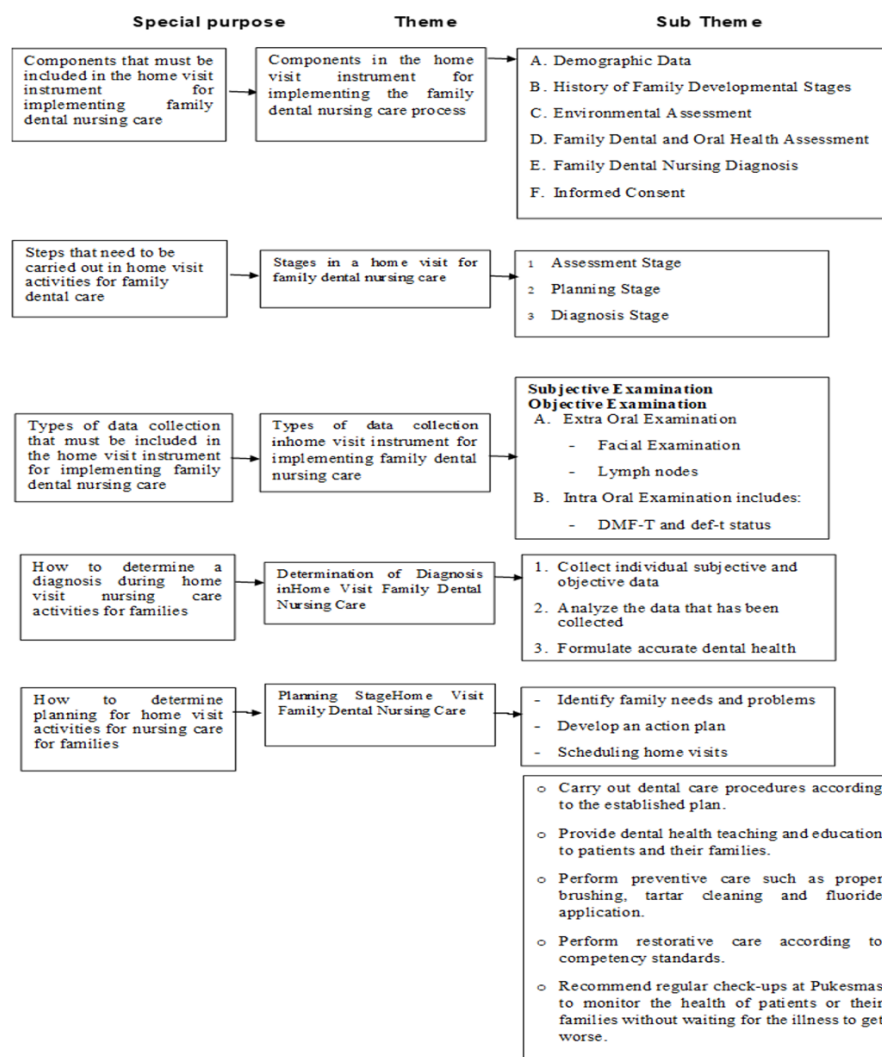 Special purpose Theme Sub Theme
Components that must be
included in the home visit
instrument for
implementing family
dental nursing care
Components in the home
visit instrument for
implementing the family
dental nursing care process
A. Demographic Data
B. History of Family Developmental Stages
C. Environmental Assessment
D. Family Dental and Oral Health Assessment
E. Family Dental Nursing Diagnosis
F. Informed Consent
Steps that need to be
carried out in home visit
activities for family
dental care
Stages in a home visit for
family dental nursing care
1 Assessment Stage
2 Planning Stage
3 Diagnosis Stage
Types of data collection
that must be included in
the home visit instrument
for implementing family
dental nursing care
Types of data collection
inhome visit instrument for
implementing family dental
nursing care
Subjective Examination
Objective Examination
A. Extra Oral Examination
- Facial Examination
- Lymph nodes
B. Intra Oral Examination includes:
- DMF-T and def-t status
How to determine a
diagnosis during home
visit nursing care
activities for families
Determination of Diagnosis
inHome Visit Family Dental
Nursing Care
1. Collect individual subjective and
objective data
2. Analyze the data that has been
collected
3. Formulate accurate dental health
How to determine
planning for home visit
activities for nursing care
for families
Planning StageHome Visit
Family Dental Nursing Care
- Identify family needs and problems
- Develop an action plan
- Scheduling home visits
o Carry out dental care procedures according
to the established plan.
o Provide dental health teaching and education
to patients and their families.
o Perform preventive care such as proper
brushing, tartar cleaning and fluoride
application.
o Perform restorative care according to
competency standards.
o Recommend regular check-ups at Pukesmas
to monitor the health of patients or their
families without waiting for the illness to get
worse.